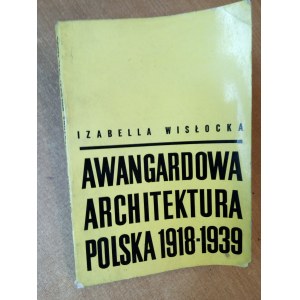 IZABELLA WISŁOCKA
AWANGARDOWA
ARCHITEKTURA
POLSKA 1918-1939